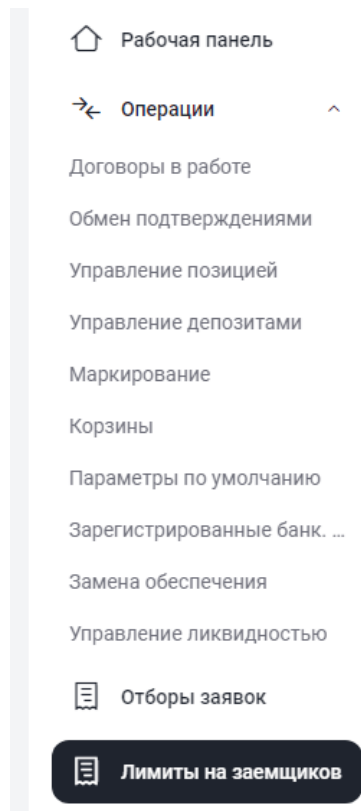 Рабочая панель
Операции
Договоры в работе
Обмен подтверждениями
Управление позицией
Управление депозитами
Маркирование
Корзины
Параметры по умолчанию
Зарегистрированные банк. ...
Замена обеспечения
Управление ликвидностью
Отборы заявок
Лимиты на заемщиков